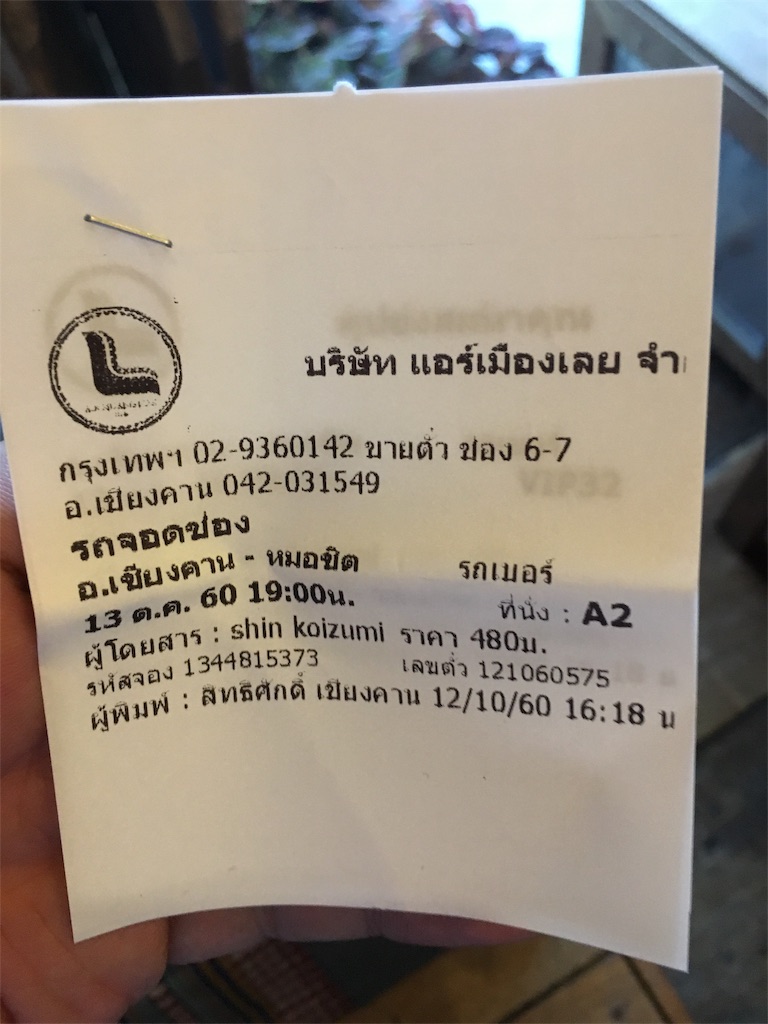 บริษัท แอร์เมืองเลย จำ
กรุงเทพฯ 02-9360142 ขายตั๋ว ช่อง 6-7
อ.เชียงคาน 042-031549
รถจอดช่อง
อ.เชียงคาน - หมอชิต รถเบอร์
13 ต.ค. 60 19:00น. ที่นั่ง : A2
ผู้โดยสาร : shin koizumi ราคา 480บ.
รหัสจอง 1344815373 เลขตั๋ว 121060575
ผู้พิมพ์ : สิทธิศักดิ์ เชียงคาน 12/10/60 16:18 น
VIP32